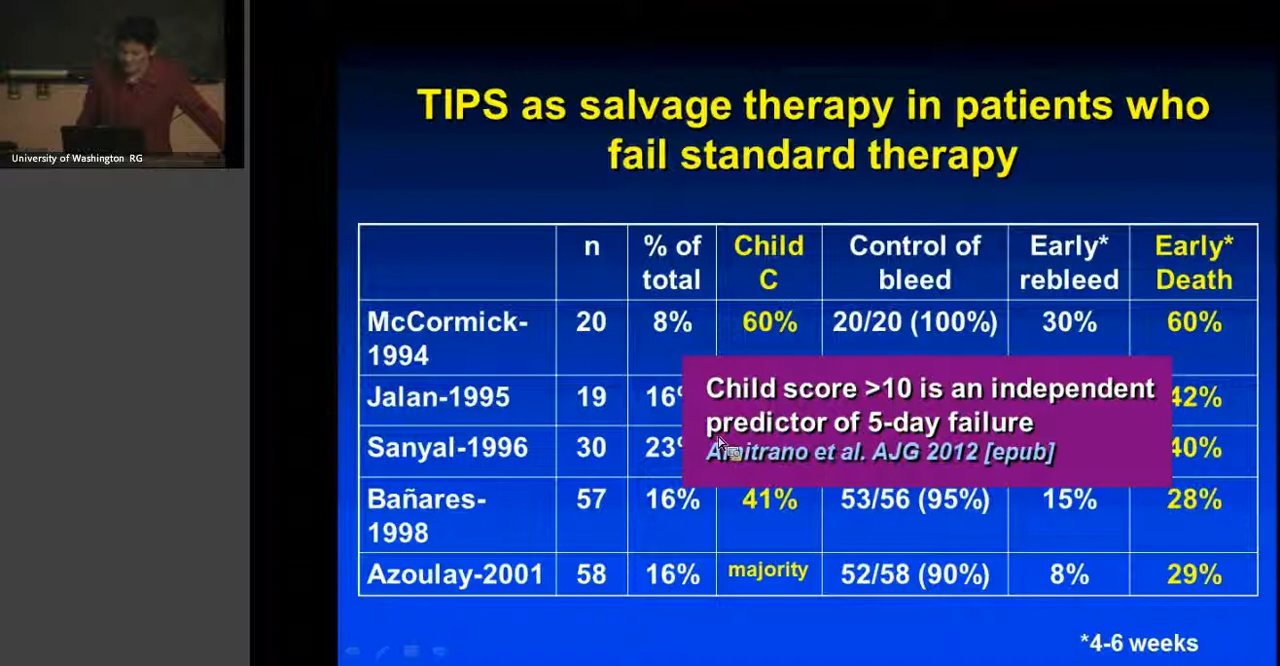 University of Washington RG
TIPS as salvage therapy in patients who
fail standard therapy
n
% of
total
Child
C
Control of
bleed
Early*
rebleed
Early*
Death
McCormick-
1994
20
8%
60%
20/20 (100%)
30%
60%
Jalan-1995
19
42%
Sanyal-1996
30
40%
Child score >10 is an independent
predictor of 5-day failure
et al. AJG 2012 [epub]
Bañares-
1998
57
16%
41%
53/56 (95%)
15%
28%
Azoulay-2001
58
16%
majority
52/58 (90%)
8%
29%
*4-6 weeks